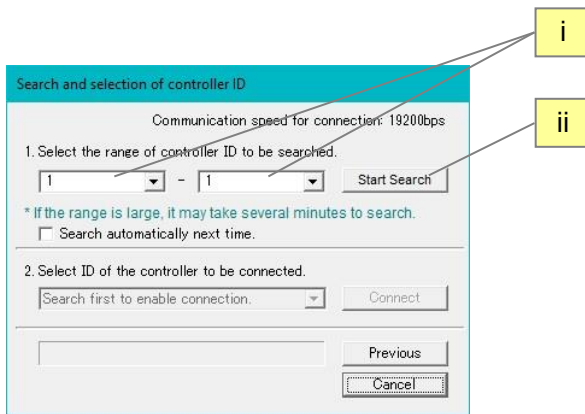 i
Search and selection of controller ID
Communication speed for connection: 19200bps
ii
1. Select the range of controller ID to be searched.
1 - 1 Start Search
* If the range is large, it may take several minutes to search.
Search automatically next time.
2. Select ID of the controller to be connected.
Search first to enable connection. Connect
Previous
Cancel